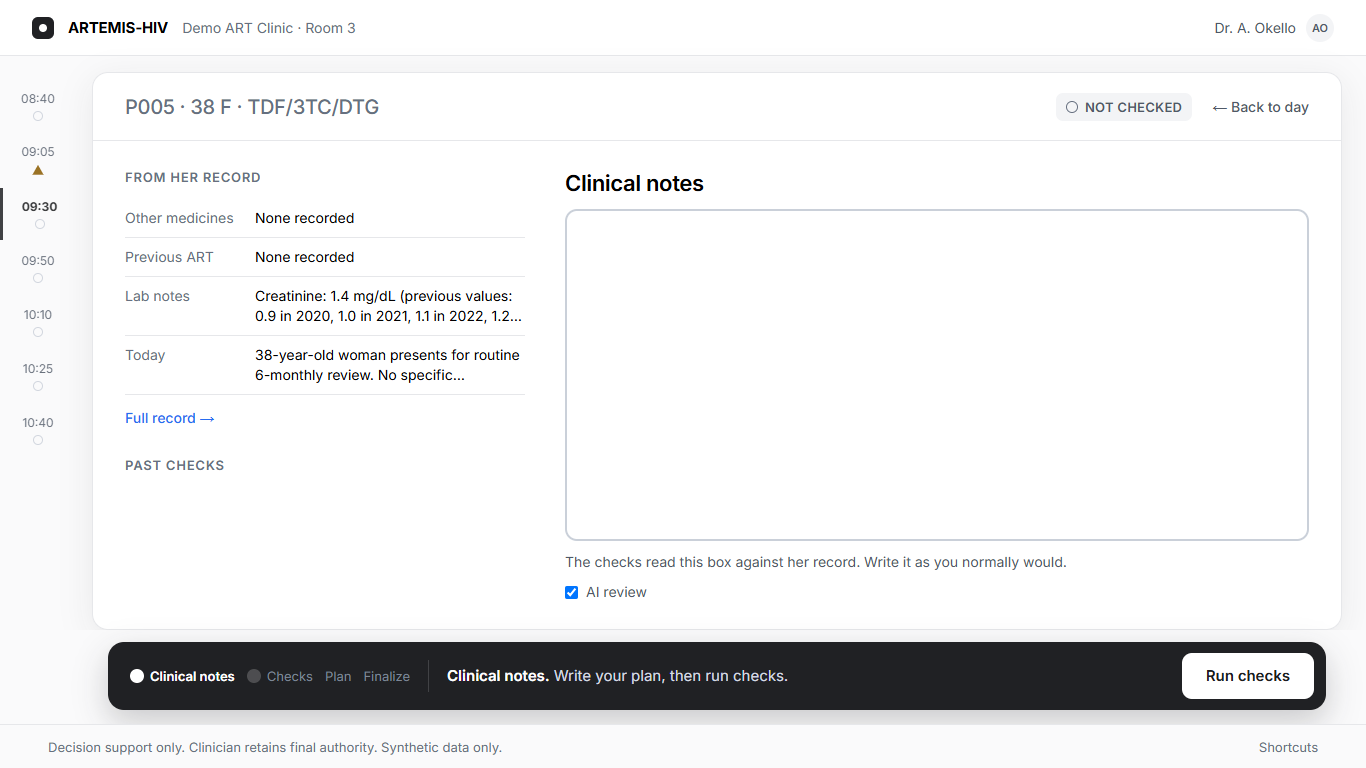 ARTEMIS-HIV Demo ART Clinic · Room 3
Dr. A. Okello AO
08:40
09:05
09:30
09:50
10:10
10:25
10:40
P005 · 38 F · TDF/3TC/DTG
NOT CHECKED
← Back to day
FROM HER RECORD
Other medicines None recorded
Previous ART None recorded
Lab notes Creatinine: 1.4 mg/dL (previous values:
0.9 in 2020, 1.0 in 2021, 1.1 in 2022, 1.2...
Today 38-year-old woman presents for routine
6-monthly review. No specific...
Full record →
PAST CHECKS
Clinical notes
The checks read this box against her record. Write it as you normally would.
AI review
Clinical notes Checks Plan Finalize
Clinical notes. Write your plan, then run checks.
Run checks
Decision support only. Clinician retains final authority. Synthetic data only.
Shortcuts